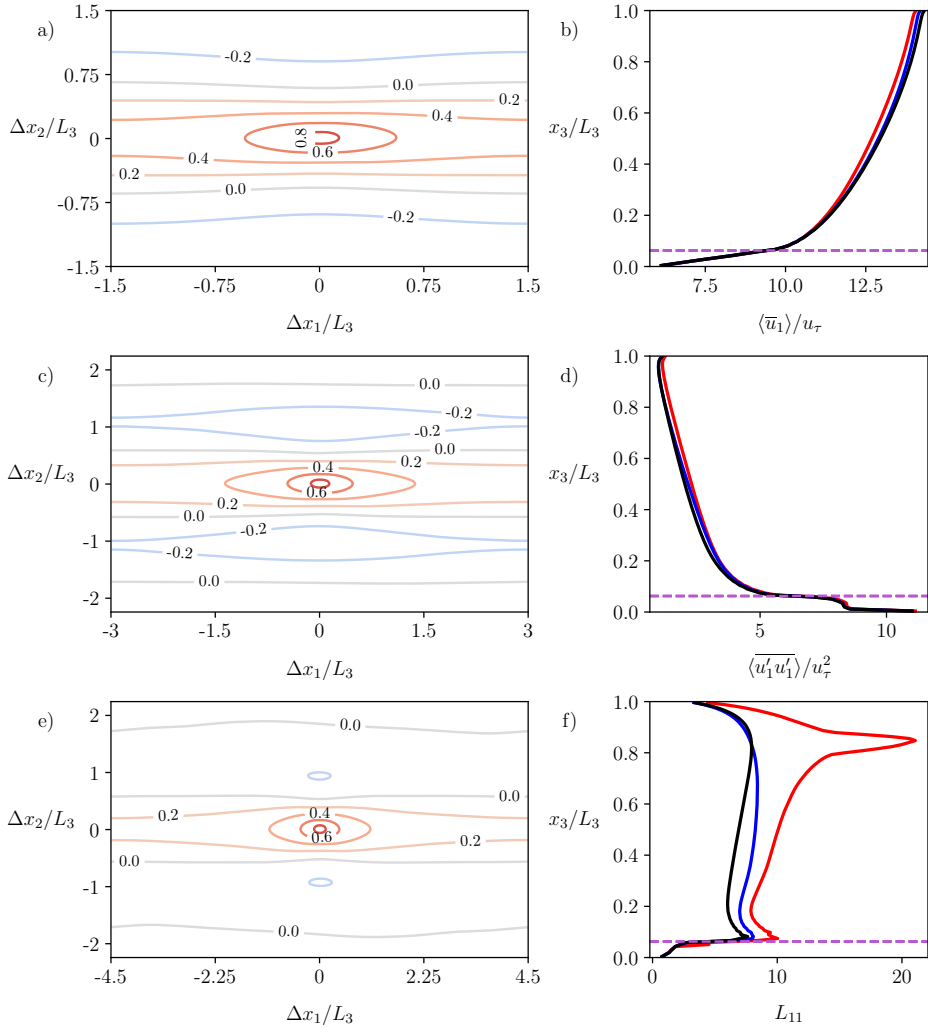 a)
1.5
0.75
0
-0.75
-1.5
Δx₂/L₃
-0.2
0.0
0.2
0.4
0.8
0.6
0.4
0.2
0.0
-0.2
-1.5 -0.75 0 0.75 1.5
Δx₁/L₃
b)
1.0
0.8
0.6
0.4
0.2
0.0
x₃/L₃
7.5 10.0 12.5
⟨u̅₁⟩/u_τ
c)
2
1
0
-1
-2
Δx₂/L₃
0.0
-0.2
-0.2
0.0
0.2
0.4
0.6
0.2
0.0
-0.2
-0.2
0.0
-3 -1.5 0 1.5 3
Δx₁/L₃
d)
1.0
0.8
0.6
0.4
0.2
0.0
x₃/L₃
5 10
⟨\overline{u′₁u′₁}⟩/u_τ²
e)
2
1
0
-1
-2
Δx₂/L₃
0.0
0.0
0.2
0.4
0.6
0.2
0.0
0.0
-4.5 -2.25 0 2.25 4.5
Δx₁/L₃
f)
1.0
0.8
0.6
0.4
0.2
0.0
x₃/L₃
0 10 20
L₁₁